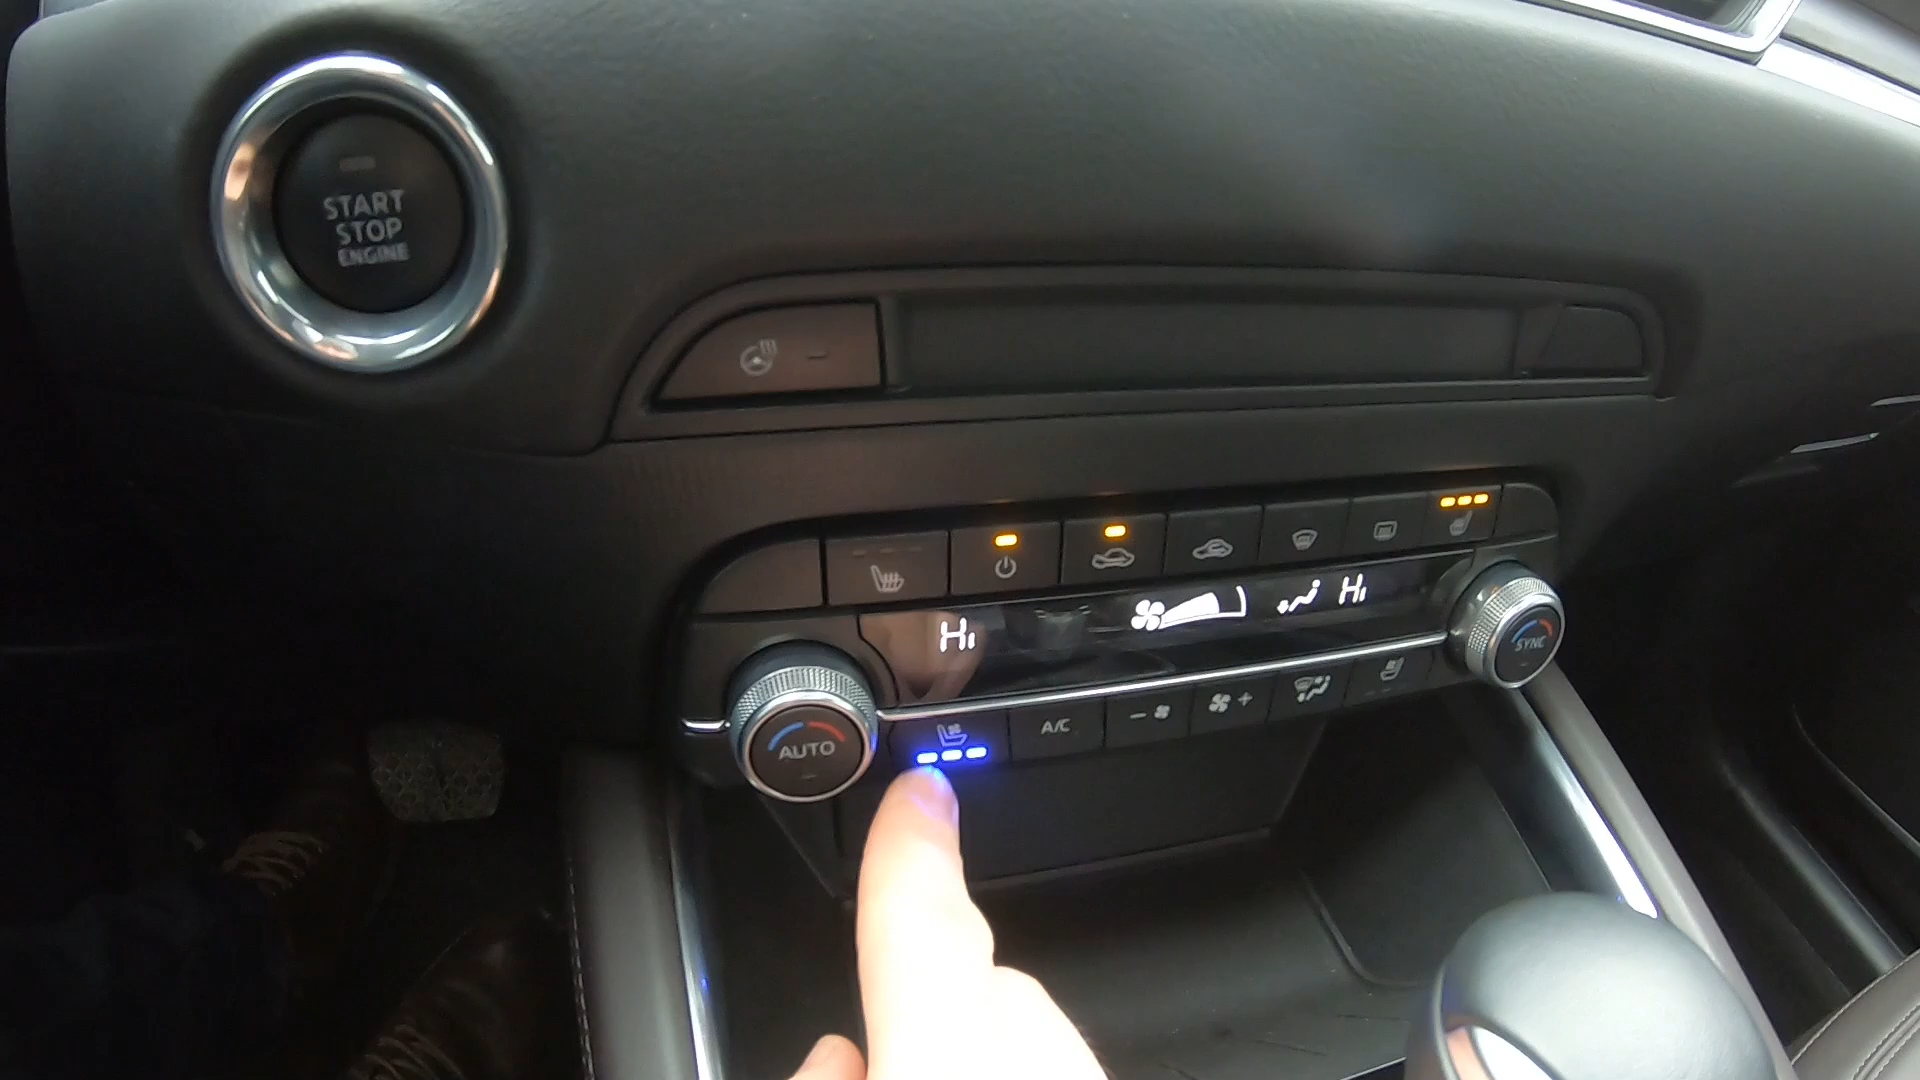 START
STOP
ENGINE
Hi
Hi
AUTO
A/C
SYNC